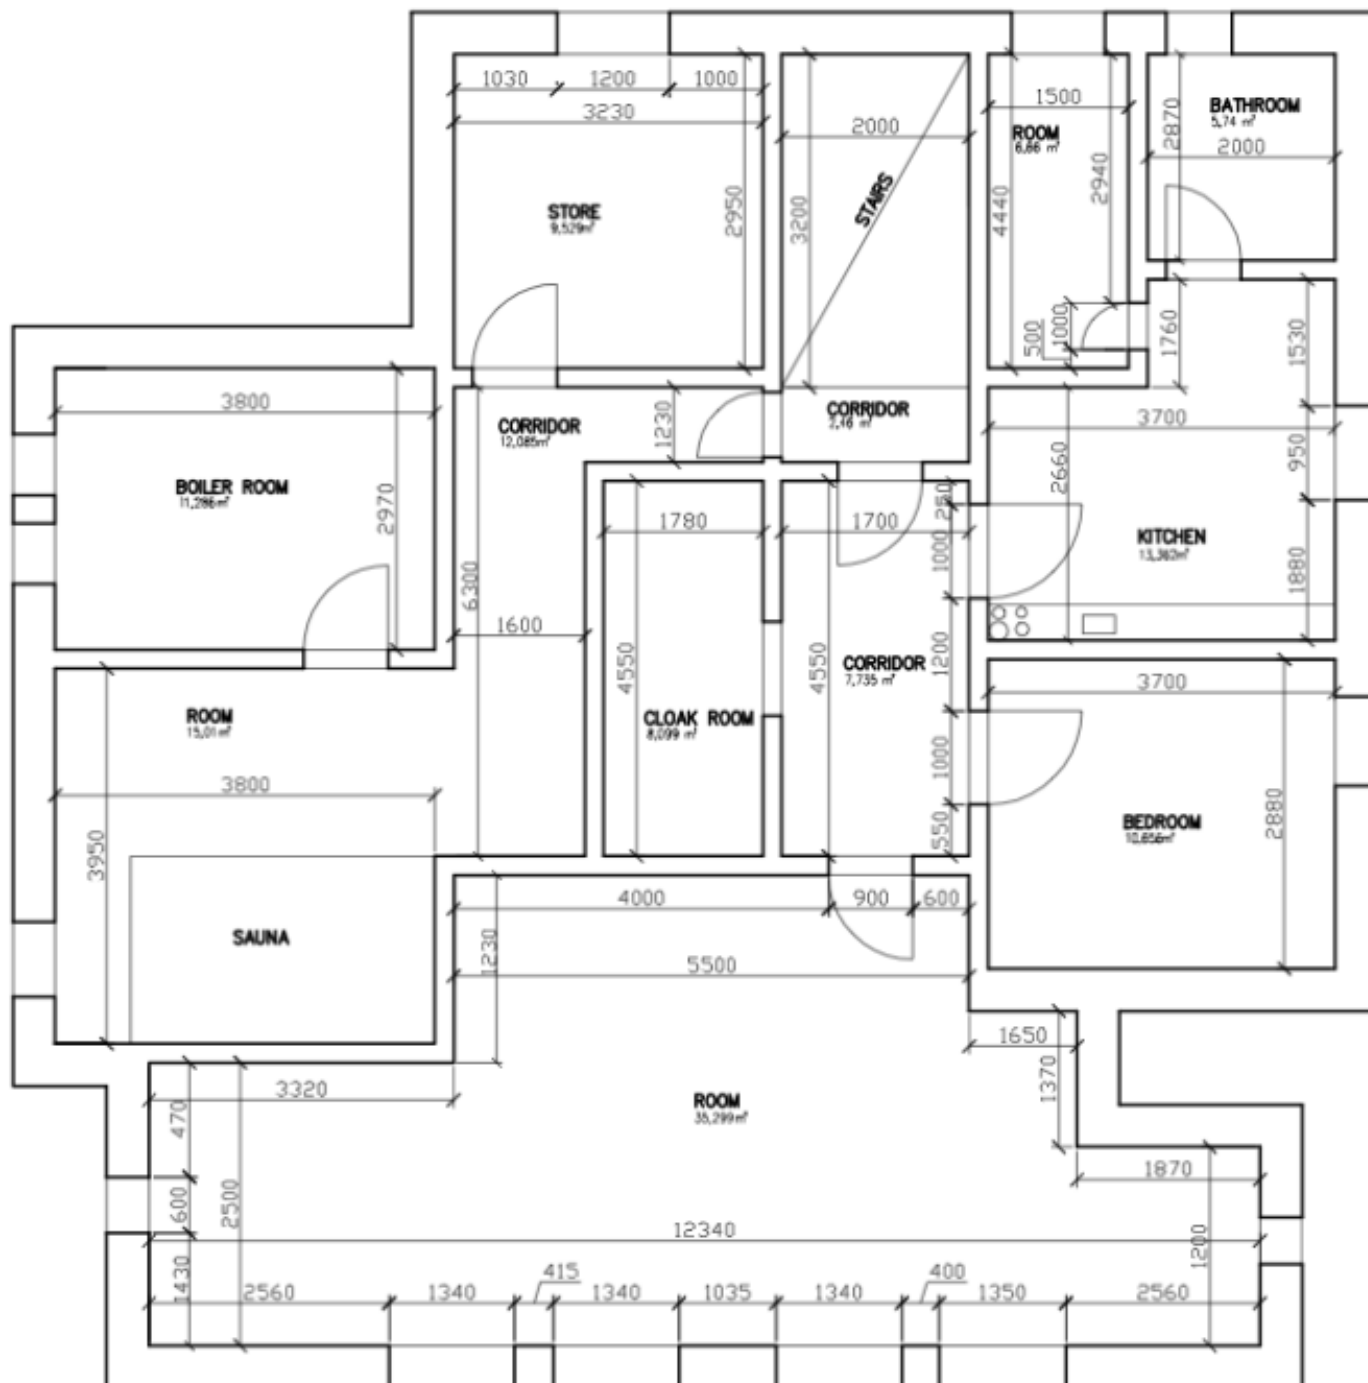 1030 1200 1000
3230
STORE
9,529m²
2950
2000
3200
STAIRS
1500
ROOM
6,66 m²
4440
2940
500
1000
BATHROOM
5,74 m²
2870
2000
1760
1530
3800
BOILER ROOM
11,286m²
2970
CORRIDOR
12,085m²
1230
CORRIDOR
2,46 m²
3700
2660
950
KITCHEN
13,362m²
1880
6300
1600
1780
4550
CLOAK ROOM
8,099 m²
1700
4550
CORRIDOR
7,735 m²
250
1000
1200
1000
550
3700
BEDROOM
10,656m²
2880
ROOM
15,01m²
3800
3950
SAUNA
4000 900 600
1230
5500
1650
1370
3320
ROOM
35,299m²
470
600
1430
2500
1870
12340
1200
2560 1340 415 1340 1035 1340 400 1350 2560